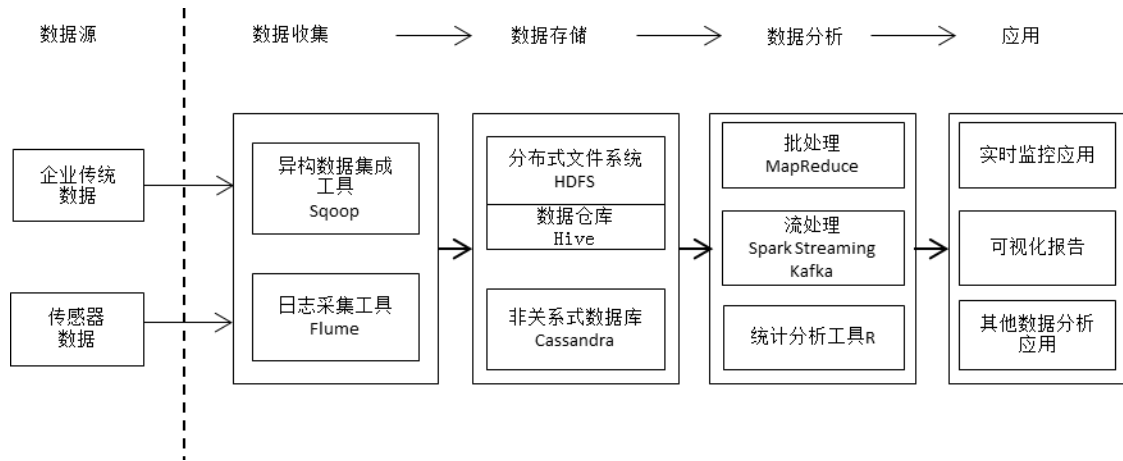 数据源
数据收集
数据存储
数据分析
应用
企业传统
数据
传感器
数据
异构数据集成
工具
Sqoop
日志采集工具
Flume
分布式文件系统
HDFS
数据仓库
Hive
非关系式数据库
Cassandra
批处理
MapReduce
流处理
Spark Streaming
Kafka
统计分析工具R
实时监控应用
可视化报告
其他数据分析
应用